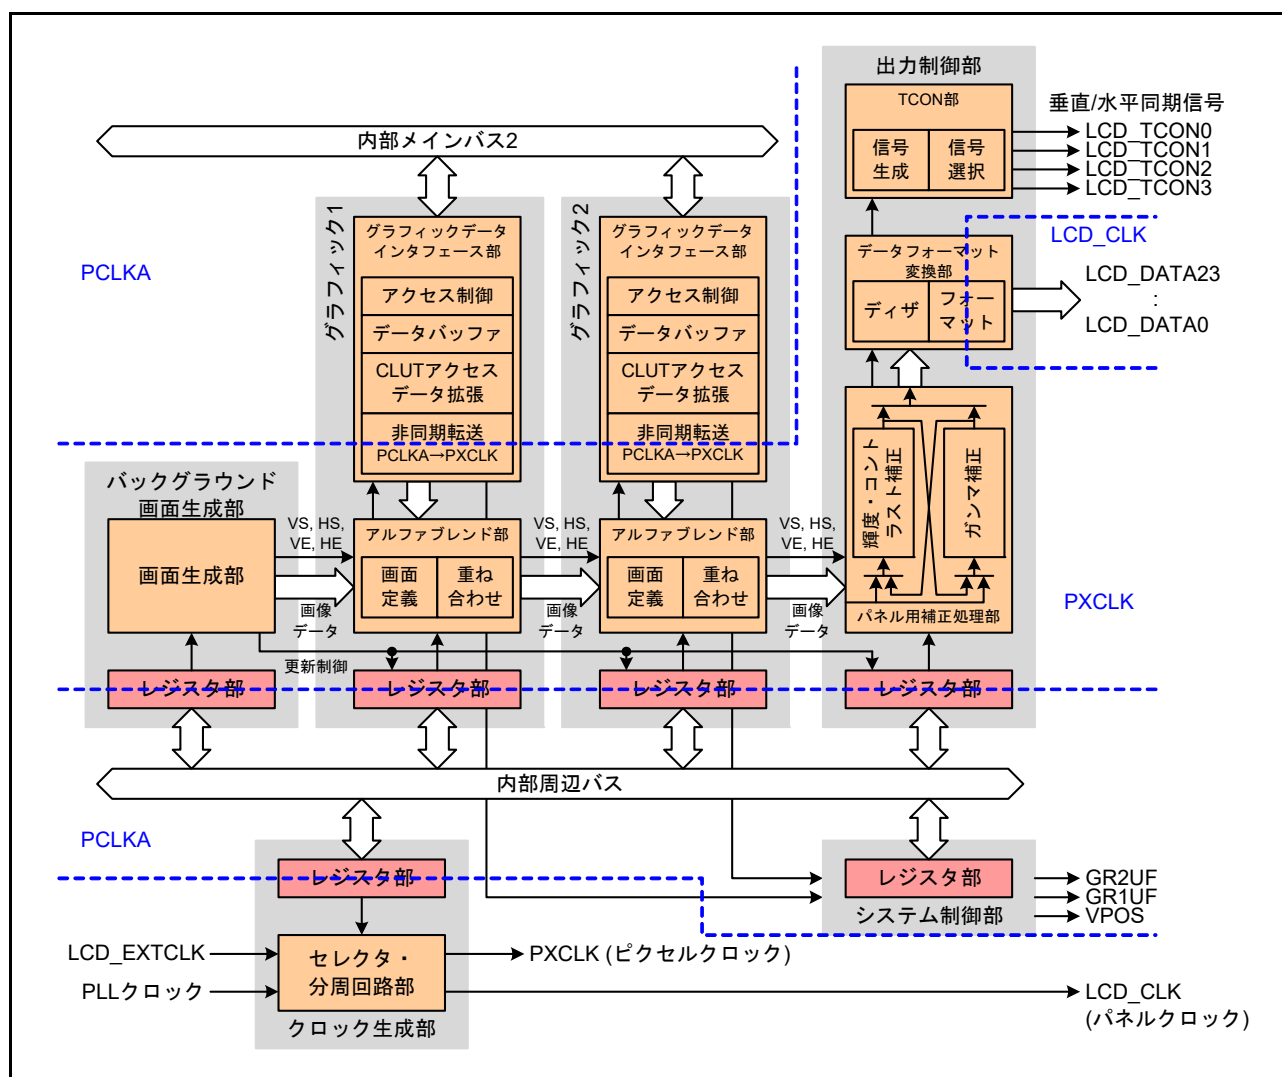 出力制御部
TCON部
信号
生成
信号
選択
垂直/水平同期信号
LCD_TCON0
LCD_TCON1
LCD_TCON2
LCD_TCON3
内部メインバス2
PCLKA
グラフィック1
グラフィックデータ
インタフェース部
アクセス制御
データバッファ
CLUTアクセス
データ拡張
非同期転送
PCLKA→PXCLK
グラフィック2
グラフィックデータ
インタフェース部
アクセス制御
データバッファ
CLUTアクセス
データ拡張
非同期転送
PCLKA→PXCLK
データフォーマット
変換部
ディザ
フォー
マット
LCD_CLK
LCD_DATA23
:
LCD_DATA0
バックグラウンド
画面生成部
画面生成部
VS, HS,
VE, HE
画像
データ
アルファブレンド部
画面
定義
重ね
合わせ
VS, HS,
VE, HE
画像
データ
アルファブレンド部
画面
定義
重ね
合わせ
VS, HS,
VE, HE
画像
データ
輝度・コント
ラスト補正
ガンマ補正
パネル用補正処理部
PXCLK
更新制御
レジスタ部
レジスタ部
レジスタ部
レジスタ部
内部周辺バス
PCLKA
レジスタ部
レジスタ部
システム制御部
GR2UF
GR1UF
VPOS
LCD_EXTCLK
PLLクロック
セレクタ・
分周回路部
クロック生成部
PXCLK (ピクセルクロック)
LCD_CLK
(パネルクロック)